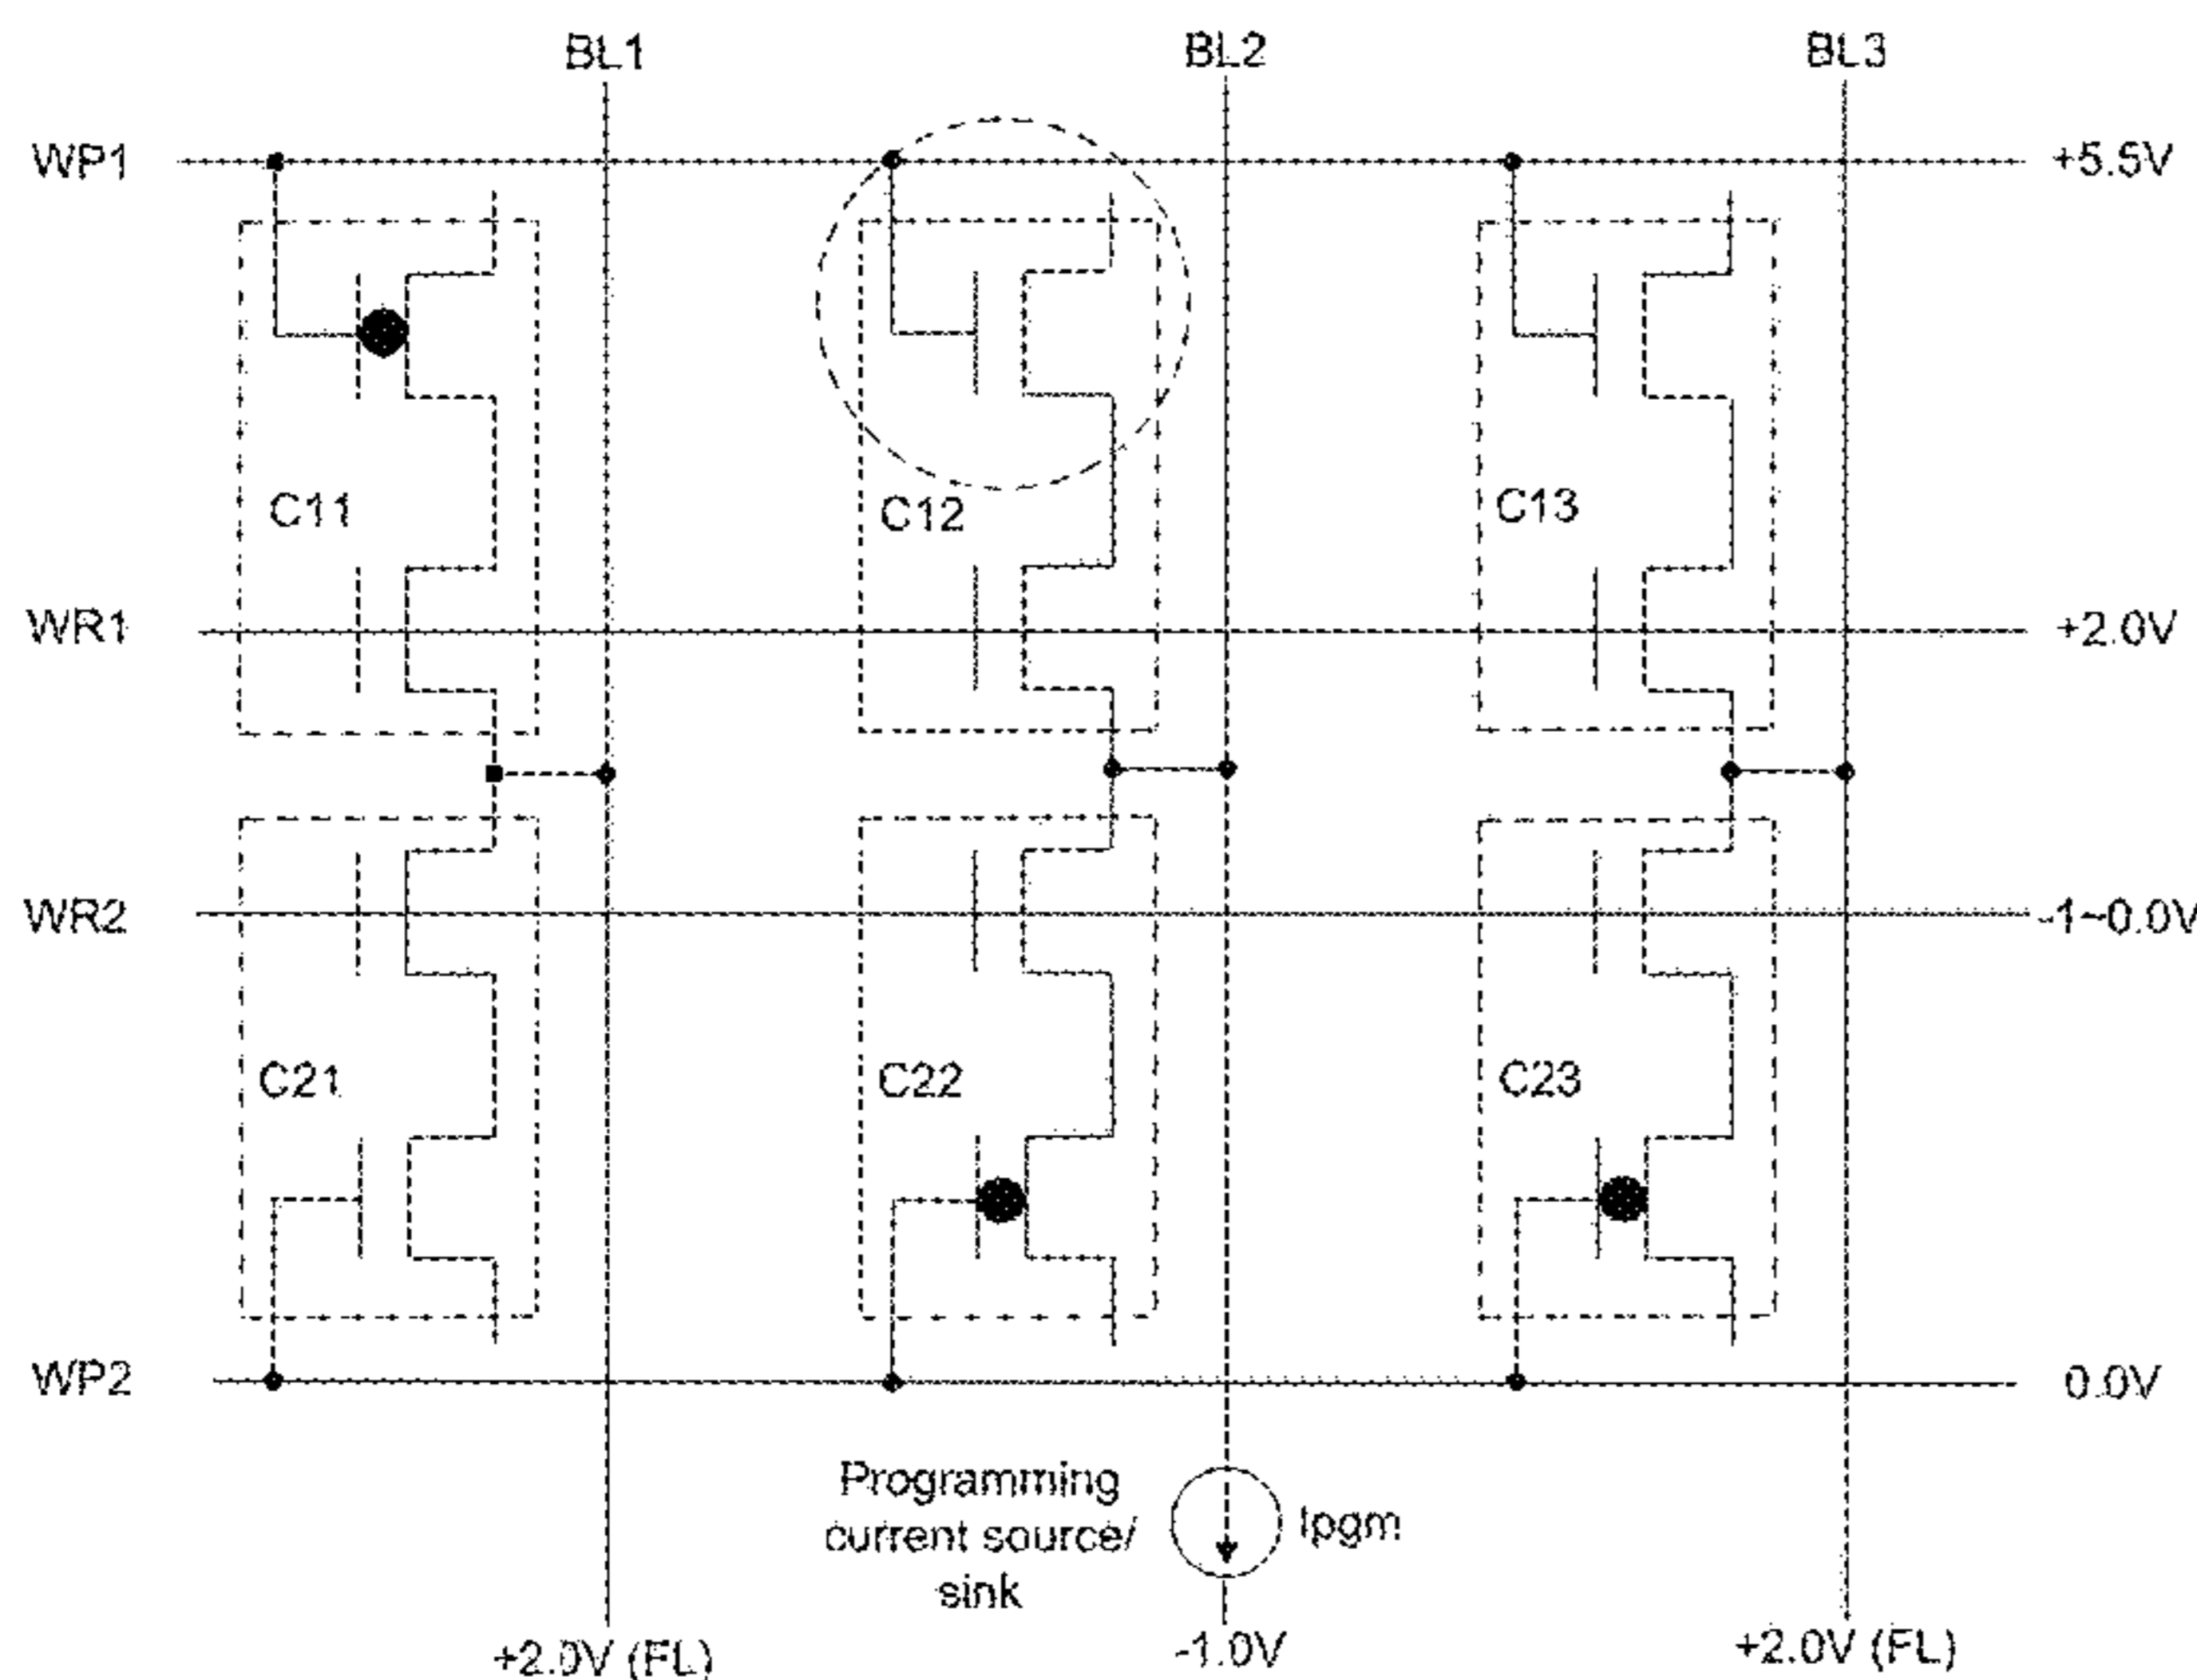 BL1 BL2 BL3
WP1 +5.5V
C11 C12 C13
WR1 +2.0V
WR2 -1~0.0V
C21 C22 C23
WP2 0.0V
Programming
current source/
sink
Ipgm
+2.0V (FL) -1.0V +2.0V (FL)